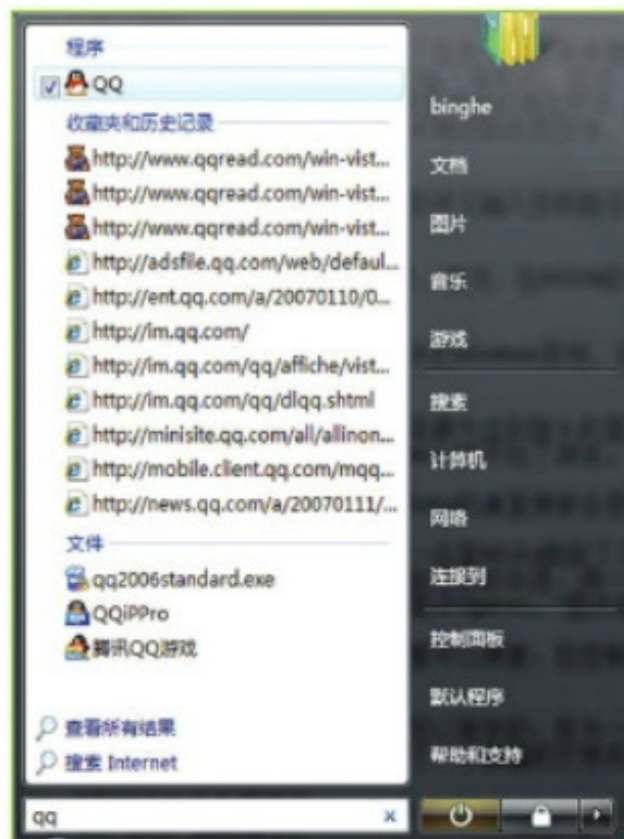 程序
QQ
收藏夹和历史记录
http://www.qqread.com/win-vist...
http://www.qqread.com/win-vist...
http://www.qqread.com/win-vist...
http://adsfile.qq.com/web/defaul...
http://ent.qq.com/a/20070110/0...
http://im.qq.com/
http://im.qq.com/qq/affiche/vist...
http://im.qq.com/qq/dlqq.shtml
http://minisite.qq.com/all/allinon...
http://mobile.client.qq.com/mqq...
http://news.qq.com/a/20070111/...
文件
qq2006standard.exe
QQiPPro
腾讯QQ游戏
查看所有结果
搜索 Internet
qq
binghe
文档
图片
音乐
游戏
搜索
计算机
网络
连接到
控制面板
默认程序
帮助和支持